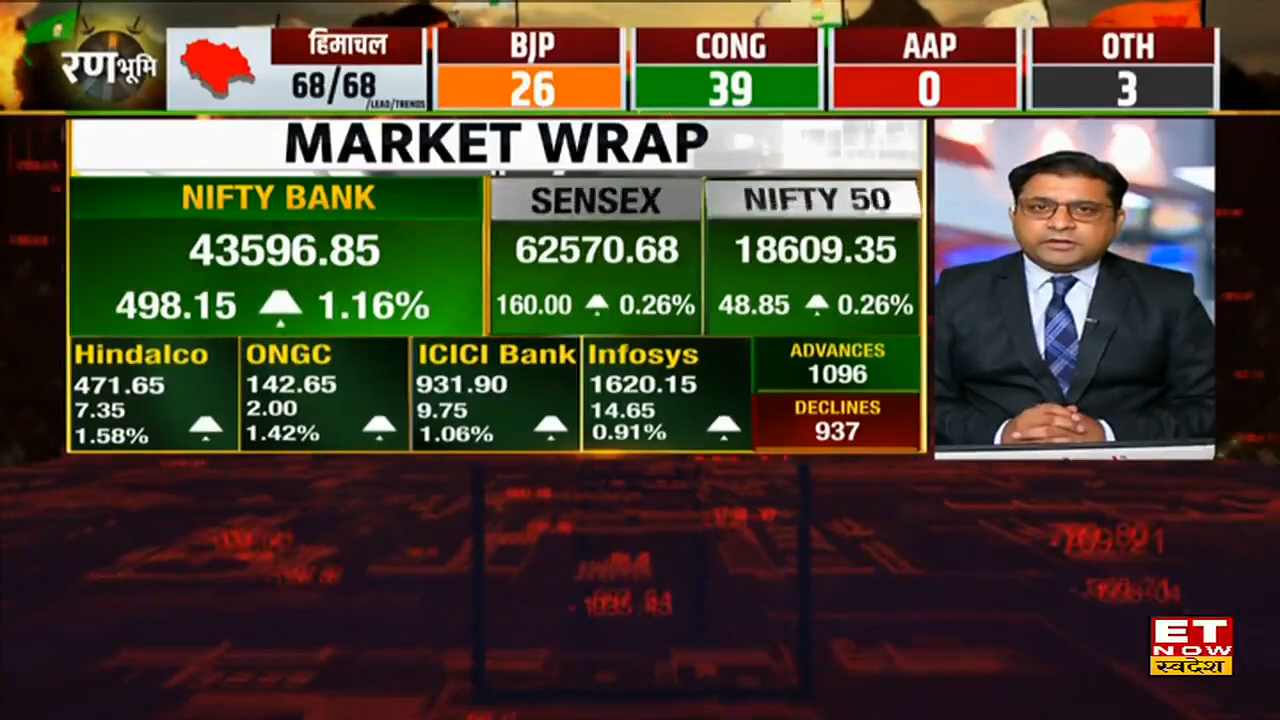 रणभूमि
हिमाचल
68/68
/LEAD/TRENDS
BJP
26
CONG
39
AAP
0
OTH
3
MARKET WRAP
NIFTY BANK
43596.85
498.15 1.16%
SENSEX
62570.68
160.00 0.26%
NIFTY 50
18609.35
48.85 0.26%
Hindalco
471.65
7.35
1.58%
ONGC
142.65
2.00
1.42%
ICICI Bank
931.90
9.75
1.06%
Infosys
1620.15
14.65
0.91%
ADVANCES
1096
DECLINES
937
ET
NOW
स्वदेश